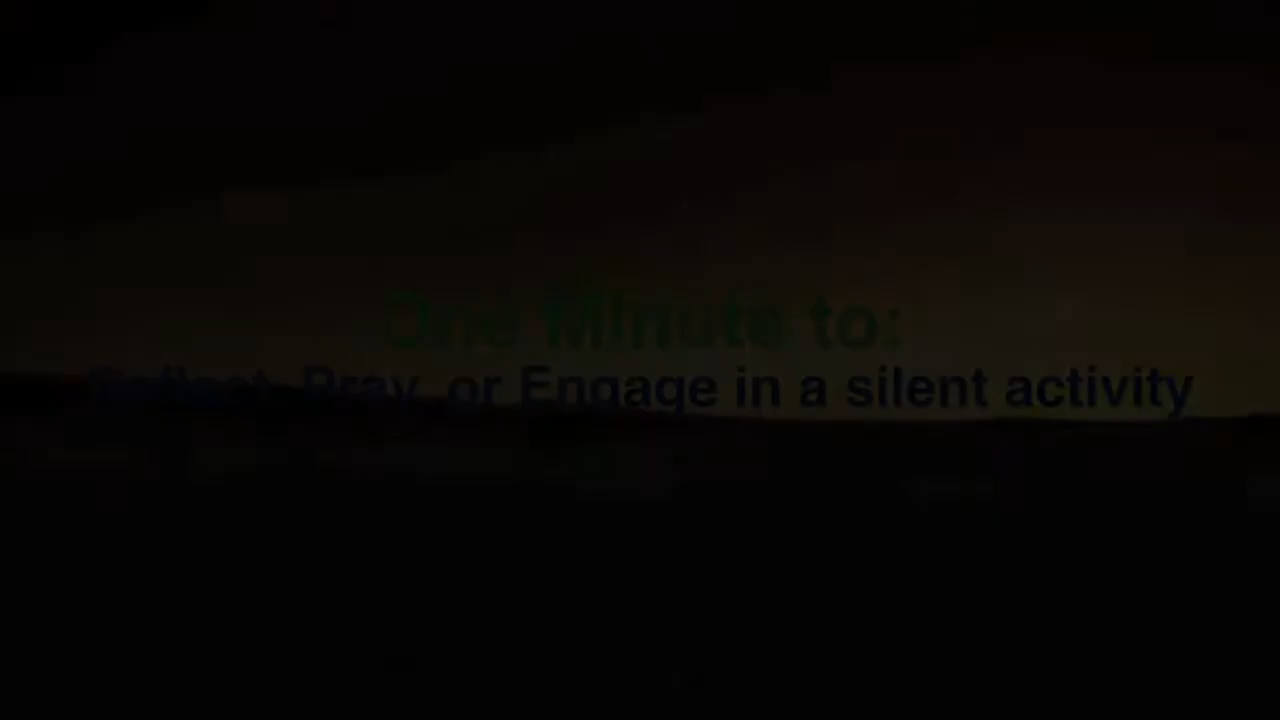 One Minute to:
Reflect, Pray, or Engage in a silent activity